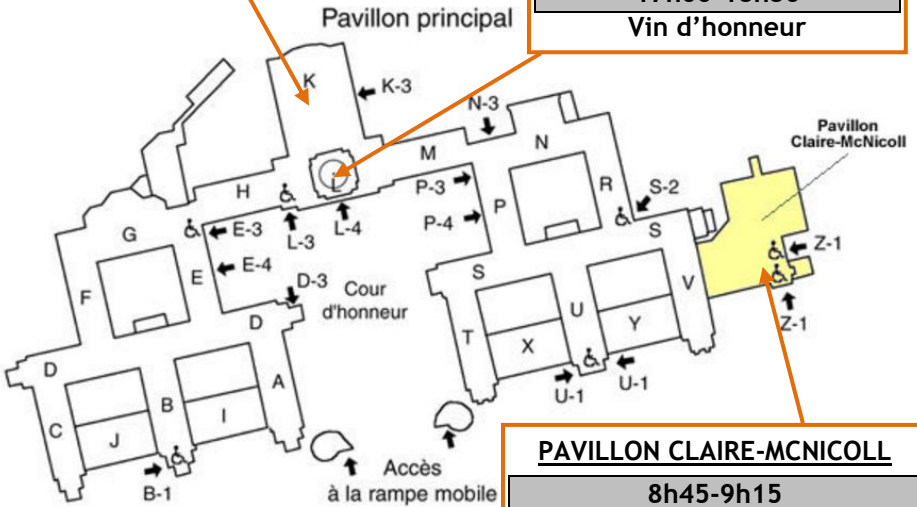 Pavillon principal
Vin d’honneur
K
K-3
N-3
N
M
Pavillon
Claire-McNicoll
L
H
P-3
R
S-2
P
G
E-3
L-3
L-4
P-4
S
Z-1
E
E-4
S
V
F
D-3
Cour
d'honneur
U
Y
Z-1
D
T
X
D
A
U-1
U-1
C
B
I
J
B-1
Accès
à la rampe mobile
PAVILLON CLAIRE-MCNICOLL
8h45-9h15